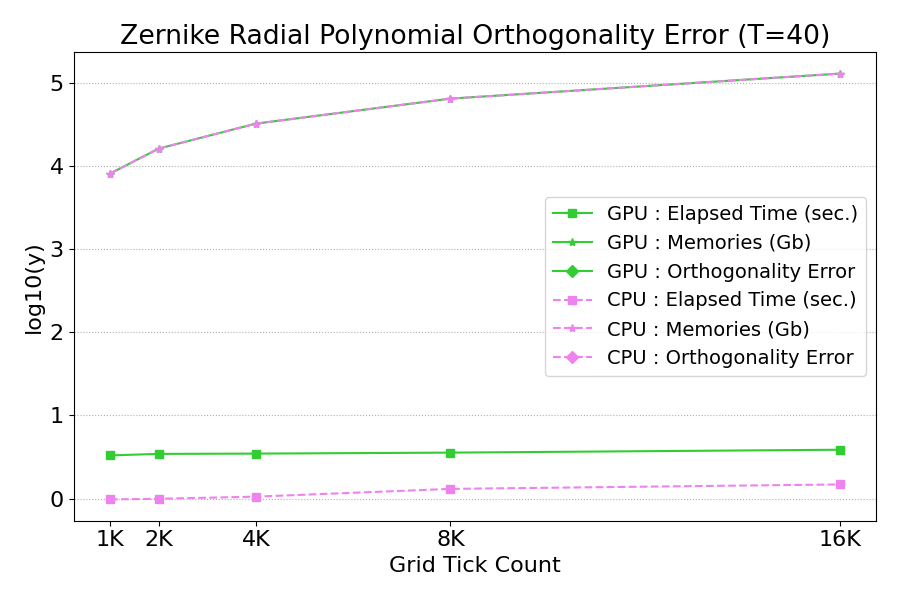 Zernike Radial Polynomial Orthogonality Error (T=40)
5
4
3
2
1
0
log10(y)
GPU : Elapsed Time (sec.)
GPU : Memories (Gb)
GPU : Orthogonality Error
CPU : Elapsed Time (sec.)
CPU : Memories (Gb)
CPU : Orthogonality Error
1K 2K 4K 8K 16K
Grid Tick Count